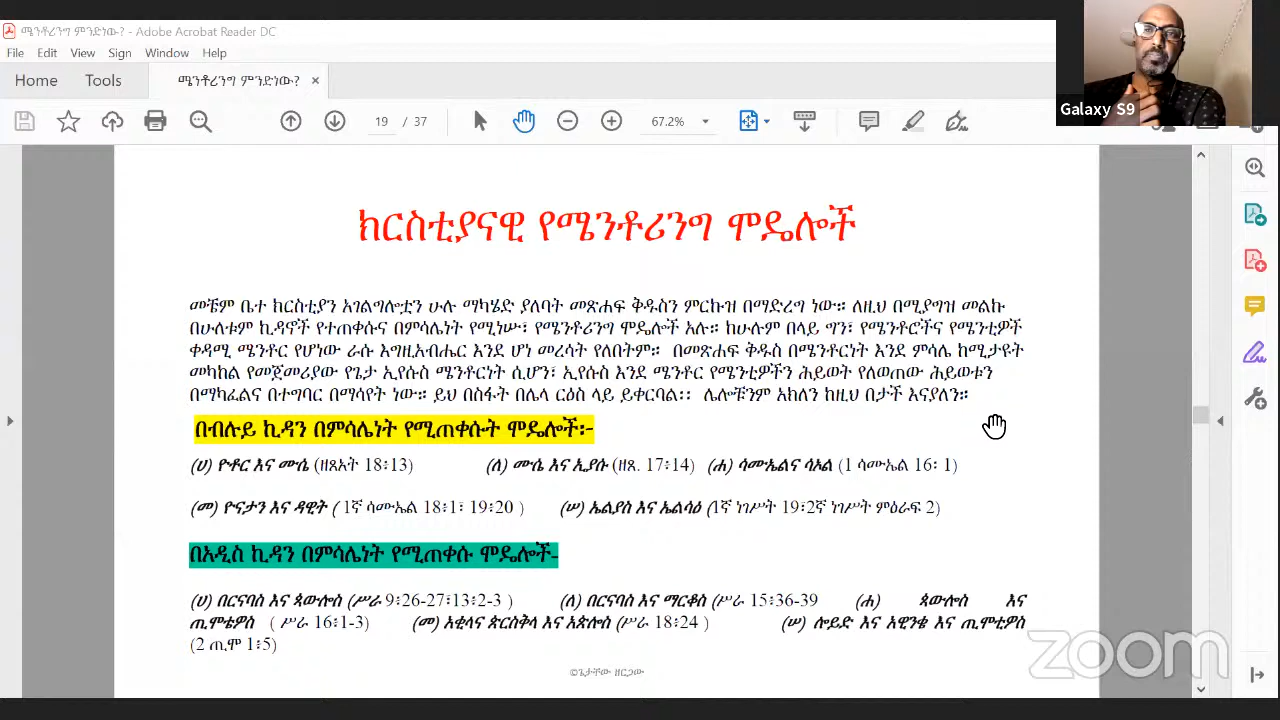 ሜንቶሪንግ ምንድነው? - Adobe Acrobat Reader DC
File Edit View Sign Window Help
Home Tools ሜንቶሪንግ ምንድነው? ×
19 / 37 67.2%
Galaxy S9
ክርስቲያናዊ የሜንቶሪንግ ሞዴሎች
መቼም ቤተ ክርስቲያን አገልግሎቷን ሁሉ ማካሄድ ያለባት መጽሐፍ ቅዱስን ምርኩዝ በማድረግ ነው። ለዚህ በሚያግዝ መልኩ
በሁለቱም ኪዳኖች የተጠቀሱና በምሳሌነት የሚነሡ፣ የሜንቶሪንግ ሞዴሎች አሉ። ከሁሉም በላይ ግን፣ የሜንቶሮችና የሜንቲዎች
ቀዳሚ ሜንቶር የሆነው ራሱ እግዚአብሔር እንደ ሆነ መረሳት የለበትም። በመጽሐፍ ቅዱስ በሜንቶርነት እንደ ምሳሌ ከሚታዩት
መካከል የመጀመሪያው የጌታ ኢየሱስ ሜንቶርነት ሲሆን፣ ኢየሱስ እንደ ሜንቶር የሜንቲዎችን ሕይወት የለወጠው ሕይወቱን
በማካፈልና በተግባር በማሳየት ነው። ይህ በስፋት በሌላ ርዕስ ላይ ይቀርባል፡፡ ሌሎቹንም አክለን ከዚህ በታች እናያለን።
በብሉይ ኪዳን በምሳሌነት የሚጠቀሱት ሞዴሎች፡-
(ሀ) ዮቶር እና ሙሴ (ዘጸአት 18፥13) (ለ) ሙሴ እና ኢያሱ (ዘጸ. 17፥14) (ሐ) ሳሙኤልና ሳኦል (1 ሳሙኤል 16፡ 1)
(መ) ዮናታን እና ዳዊት ( 1ኛ ሳሙኤል 18፥1፣ 19፥20 ) (ሠ) ኤልያስ እና ኤልሳዕ (1ኛ ነገሥት 19፣2ኛ ነገሥት ምዕራፍ 2)
በአዲስ ኪዳን በምሳሌነት የሚጠቀሱ ሞዴሎች-
(ሀ) በርናባስ እና ጳውሎስ (ሥራ 9፥26-27፣13፥2-3 ) (ለ) በርናባስ እና ማርቆስ (ሥራ 15፥36-39 (ሐ) ጳውሎስ እና
ጢሞቴዎስ ( ሥራ 16፥1-3) (መ) አቂላና ጵርስቅላ እና አጵሎስ (ሥራ 18፥24 ) (ሠ) ሎይድ እና አዊንቄ እና ጢሞቲዎስ
(2 ጢሞ 1፥5)
©ጌታቸው ዘርጋው
zoom